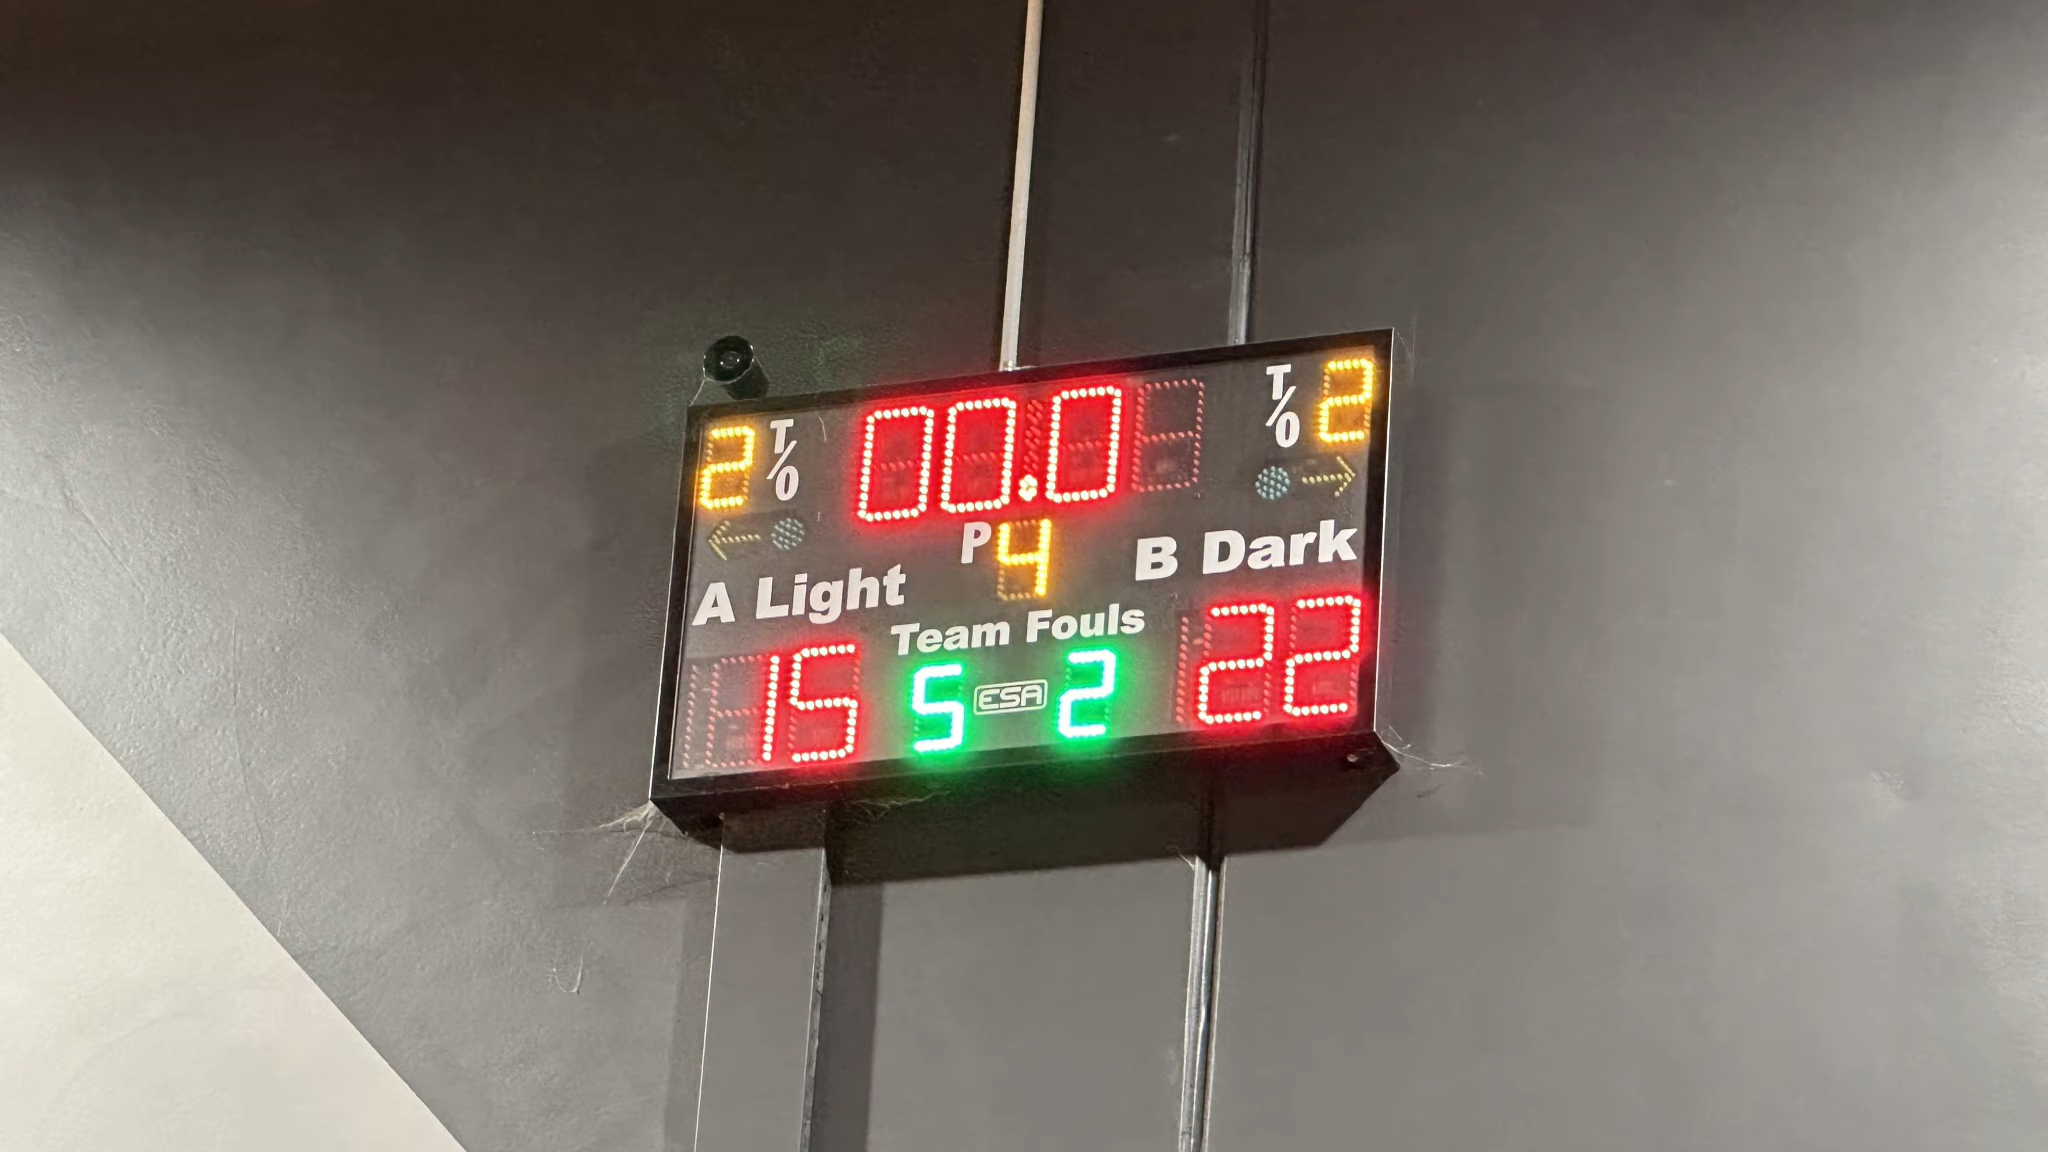 2 T/O 00.0 T/O 2
P 4
A Light B Dark
Team Fouls
15 5 ESA 2 22